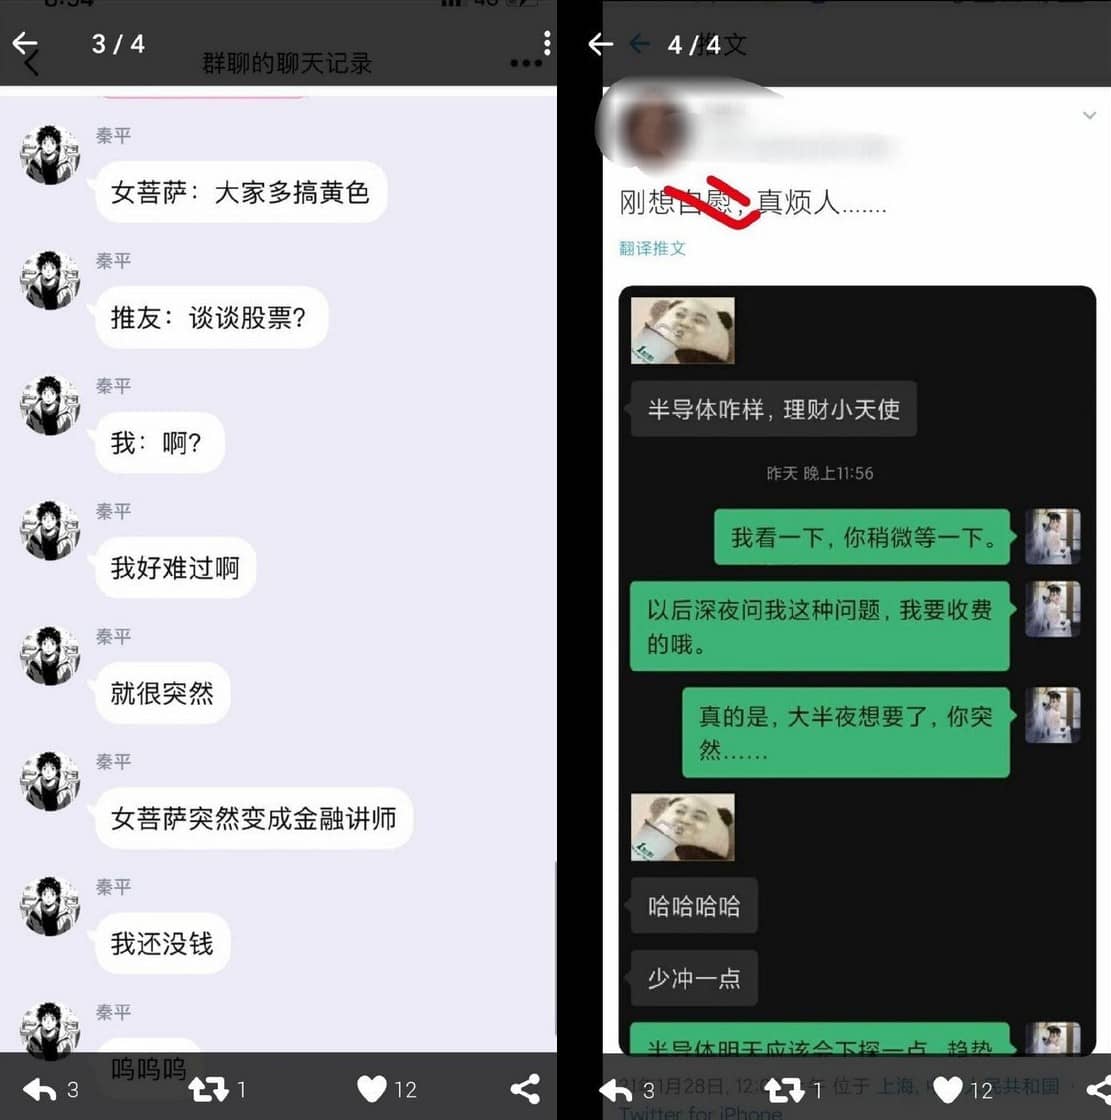 3 / 4
群聊的聊天记录
秦平
女菩萨：大家多搞黄色
秦平
推友：谈谈股票？
秦平
我：啊？
秦平
我好难过啊
秦平
就很突然
秦平
女菩萨突然变成金融讲师
秦平
我还没钱
秦平
呜呜呜
3
1
12
4 / 4
推文
刚想自慰，真烦人.......
翻译推文
半导体咋样，理财小天使
昨天 晚上11:56
我看一下，你稍微等一下。
以后深夜问我这种问题，我要收费
的哦。
真的是，大半夜想要了，你突
然......
哈哈哈哈
少冲一点
半导体明天应该会下探一点，趋势
21年1月28日, 12:0
位于 上海, 中
人民共和国
3
1
12
Twitter for iPhone